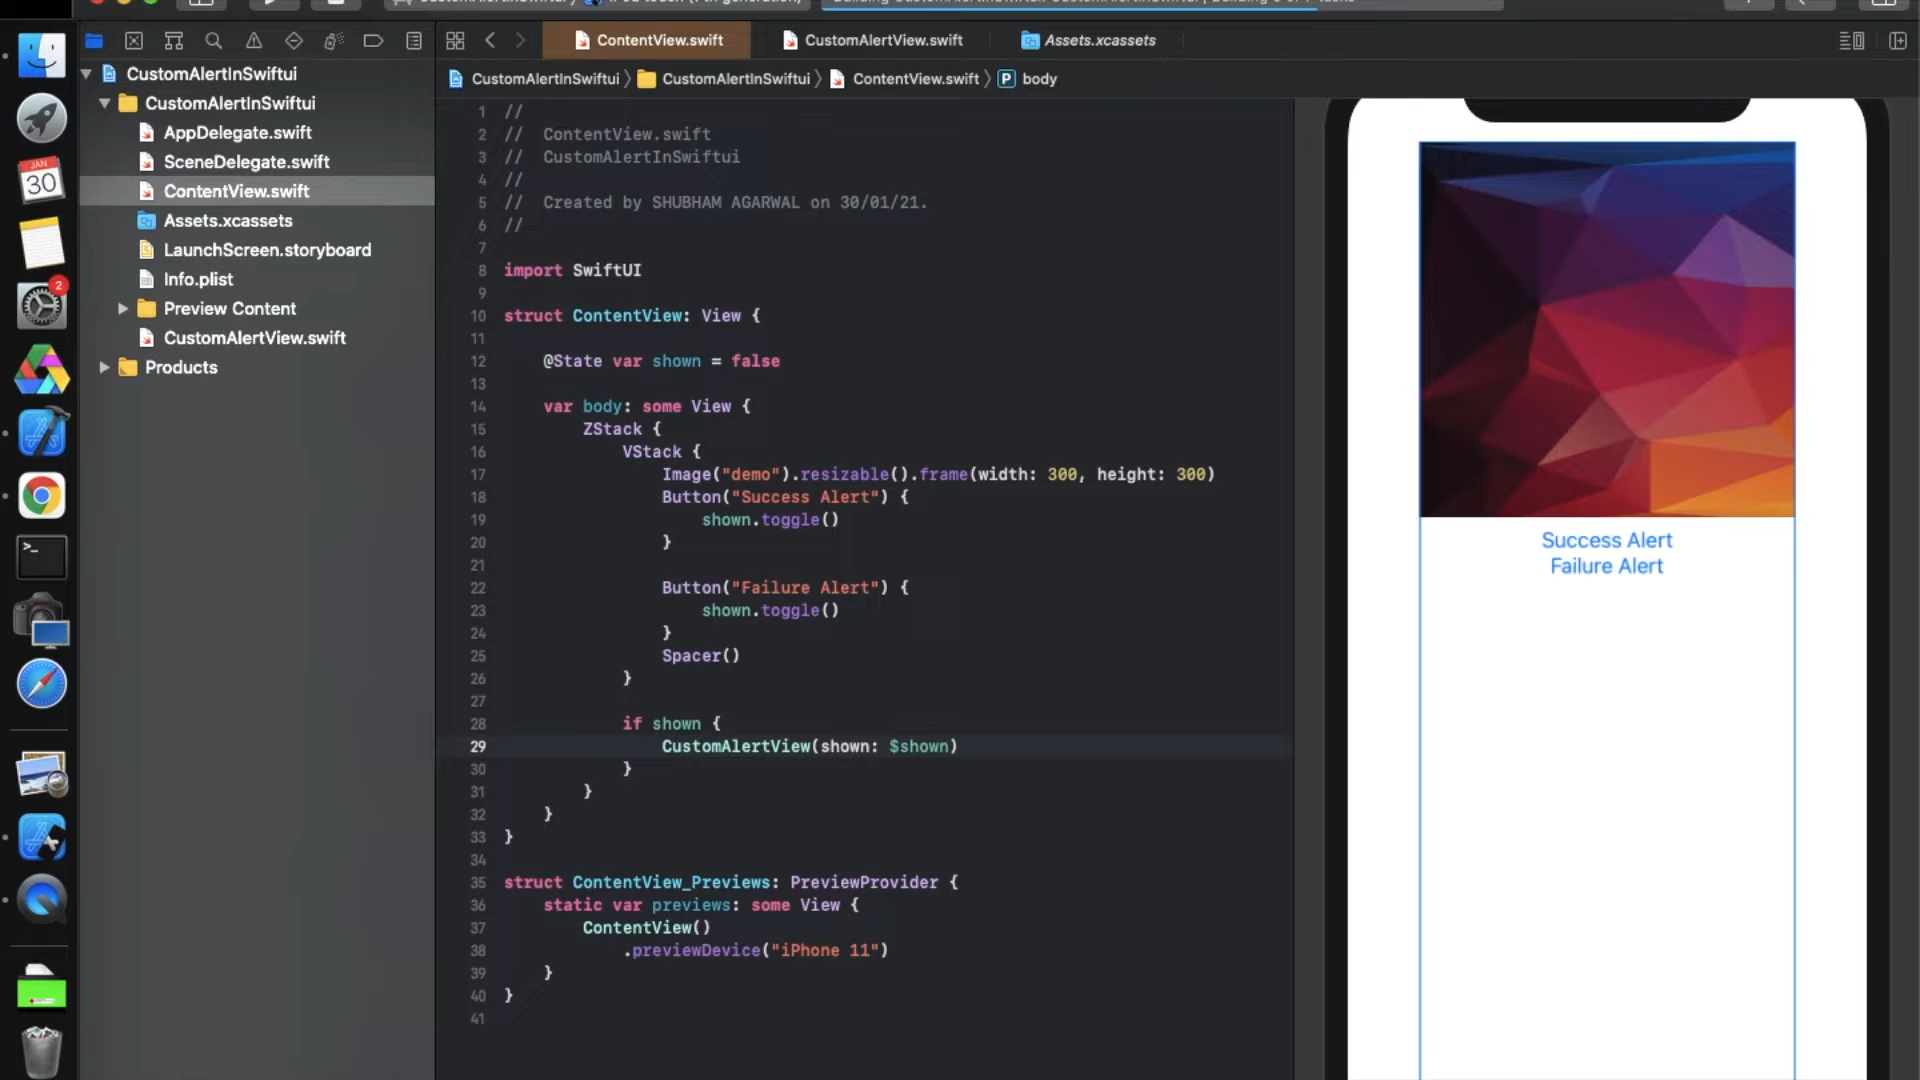 ContentView.swift
CustomAlertView.swift
Assets.xcassets
CustomAlertInSwiftui
CustomAlertInSwiftui
CustomAlertInSwiftui
ContentView.swift
P
body
CustomAlertInSwiftui
AppDelegate.swift
SceneDelegate.swift
ContentView.swift
Assets.xcassets
LaunchScreen.storyboard
Info.plist
Preview Content
CustomAlertView.swift
Products
JAN
30
2
>_
1 //
2 //  ContentView.swift
3 //  CustomAlertInSwiftui
4 //
5 //  Created by SHUBHAM AGARWAL on 30/01/21.
6 //
7
8 import SwiftUI
9
10 struct ContentView: View {
11
12     @State var shown = false
13
14     var body: some View {
15         ZStack {
16             VStack {
17                 Image("demo").resizable().frame(width: 300, height: 300)
18                 Button("Success Alert") {
19                     shown.toggle()
20                 }
21
22                 Button("Failure Alert") {
23                     shown.toggle()
24                 }
25                 Spacer()
26             }
27
28             if shown {
29                 CustomAlertView(shown: $shown)
30             }
31         }
32     }
33 }
34
35 struct ContentView_Previews: PreviewProvider {
36     static var previews: some View {
37         ContentView()
38             .previewDevice("iPhone 11")
39     }
40 }
41
Success Alert
Failure Alert